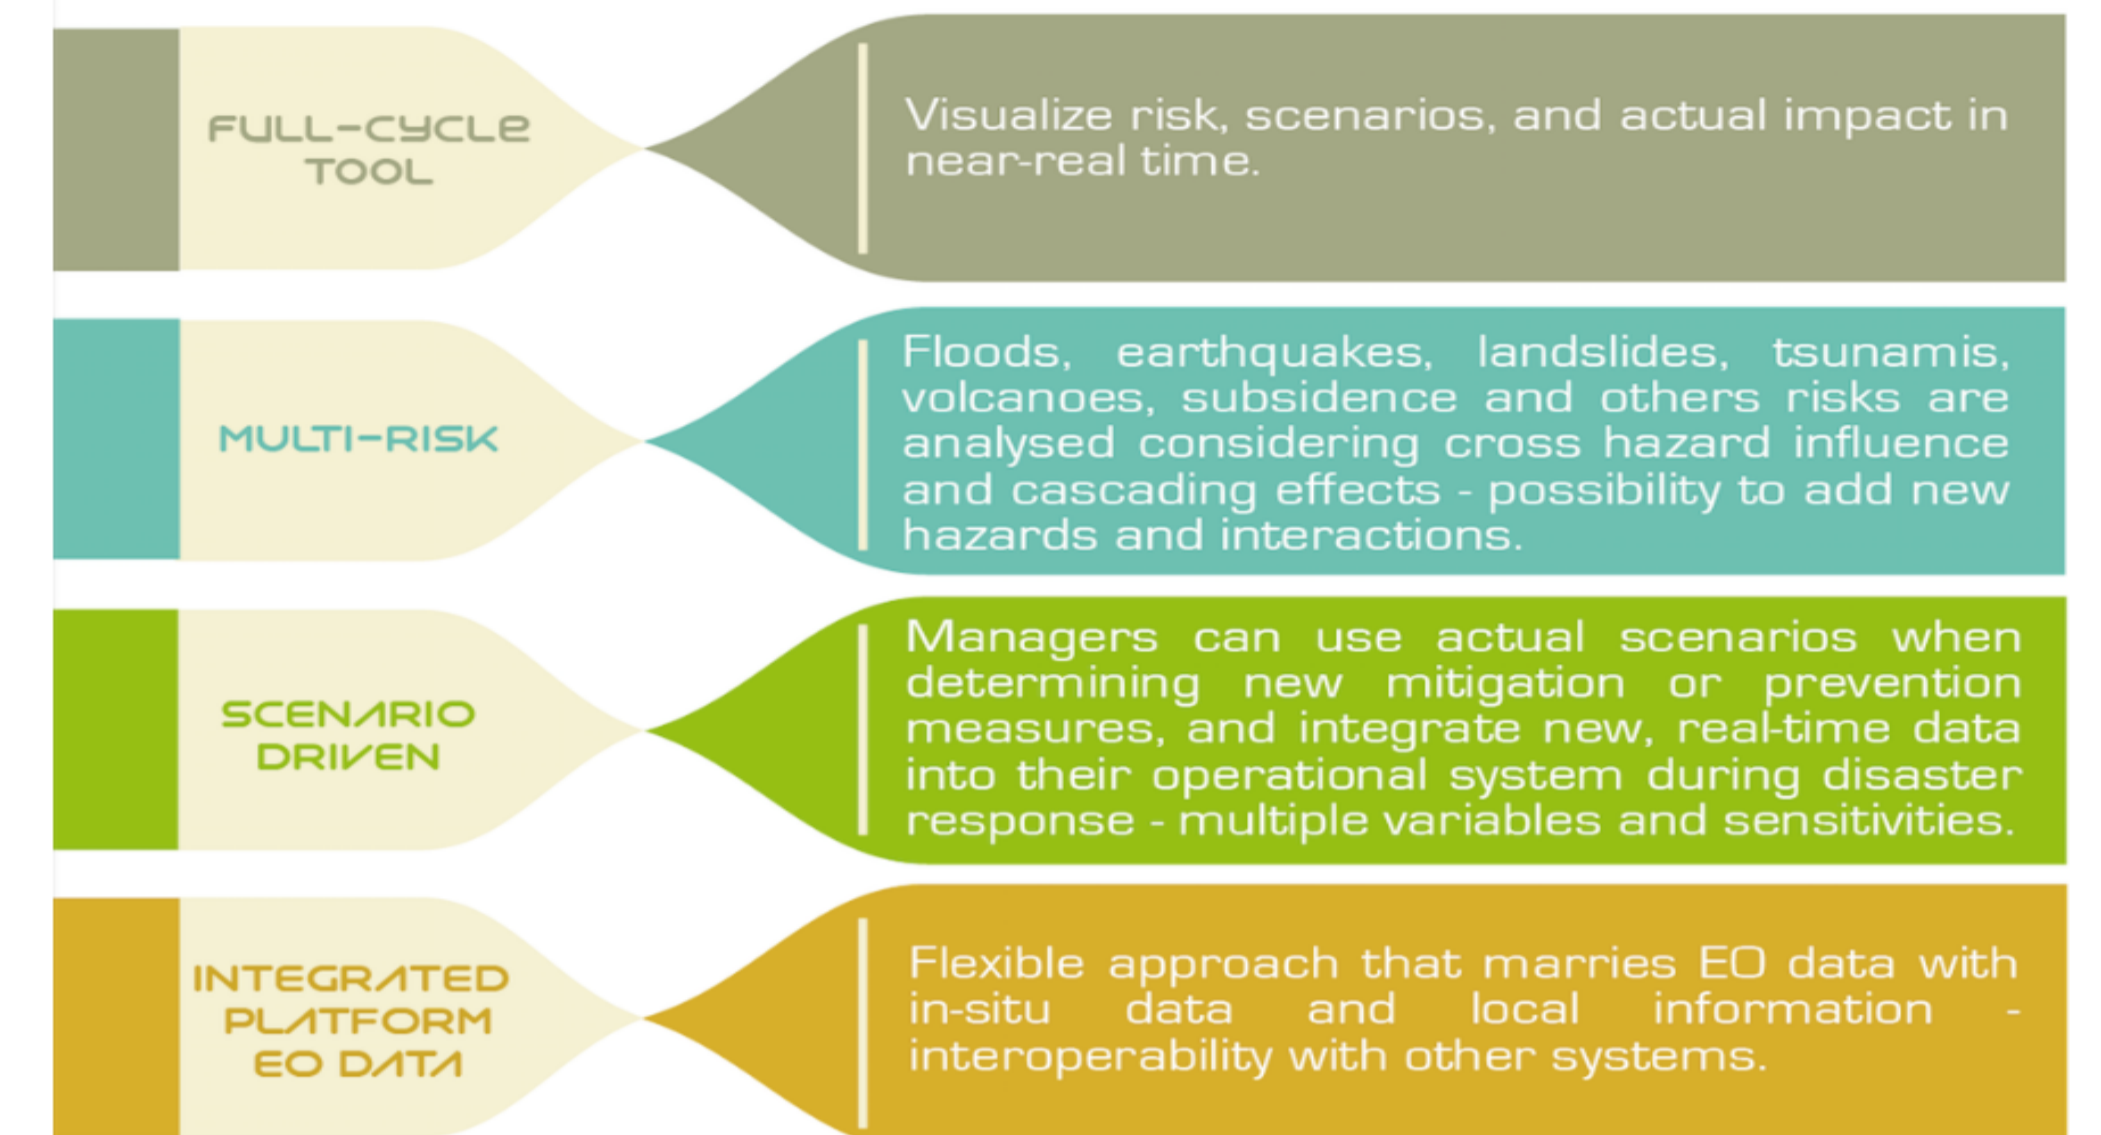 FULL-CYCLE
TOOL
Visualize risk, scenarios, and actual impact in
near-real time.
MULTI-RISK
Floods, earthquakes, landslides, tsunamis,
volcanoes, subsidence and others risks are
analysed considering cross hazard influence
and cascading effects - possibility to add new
hazards and interactions.
SCENARIO
DRIVEN
Managers can use actual scenarios when
determining new mitigation or prevention
measures, and integrate new, real-time data
into their operational system during disaster
response - multiple variables and sensitivities.
INTEGRATED
PLATFORM
EO DATA
Flexible approach that marries EO data with
in-situ data and local information -
interoperability with other systems.